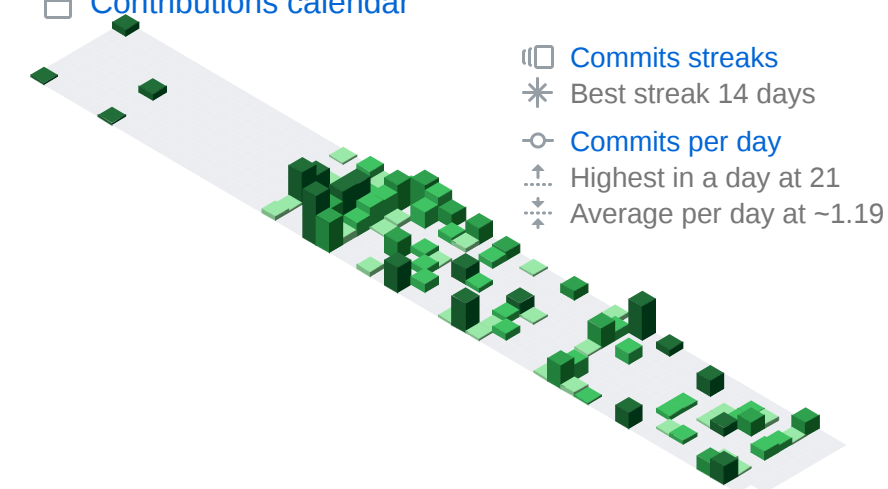 Contributions calendar
Commits streaks
Best streak 14 days
Commits per day
Highest in a day at 21
Average per day at ~1.19